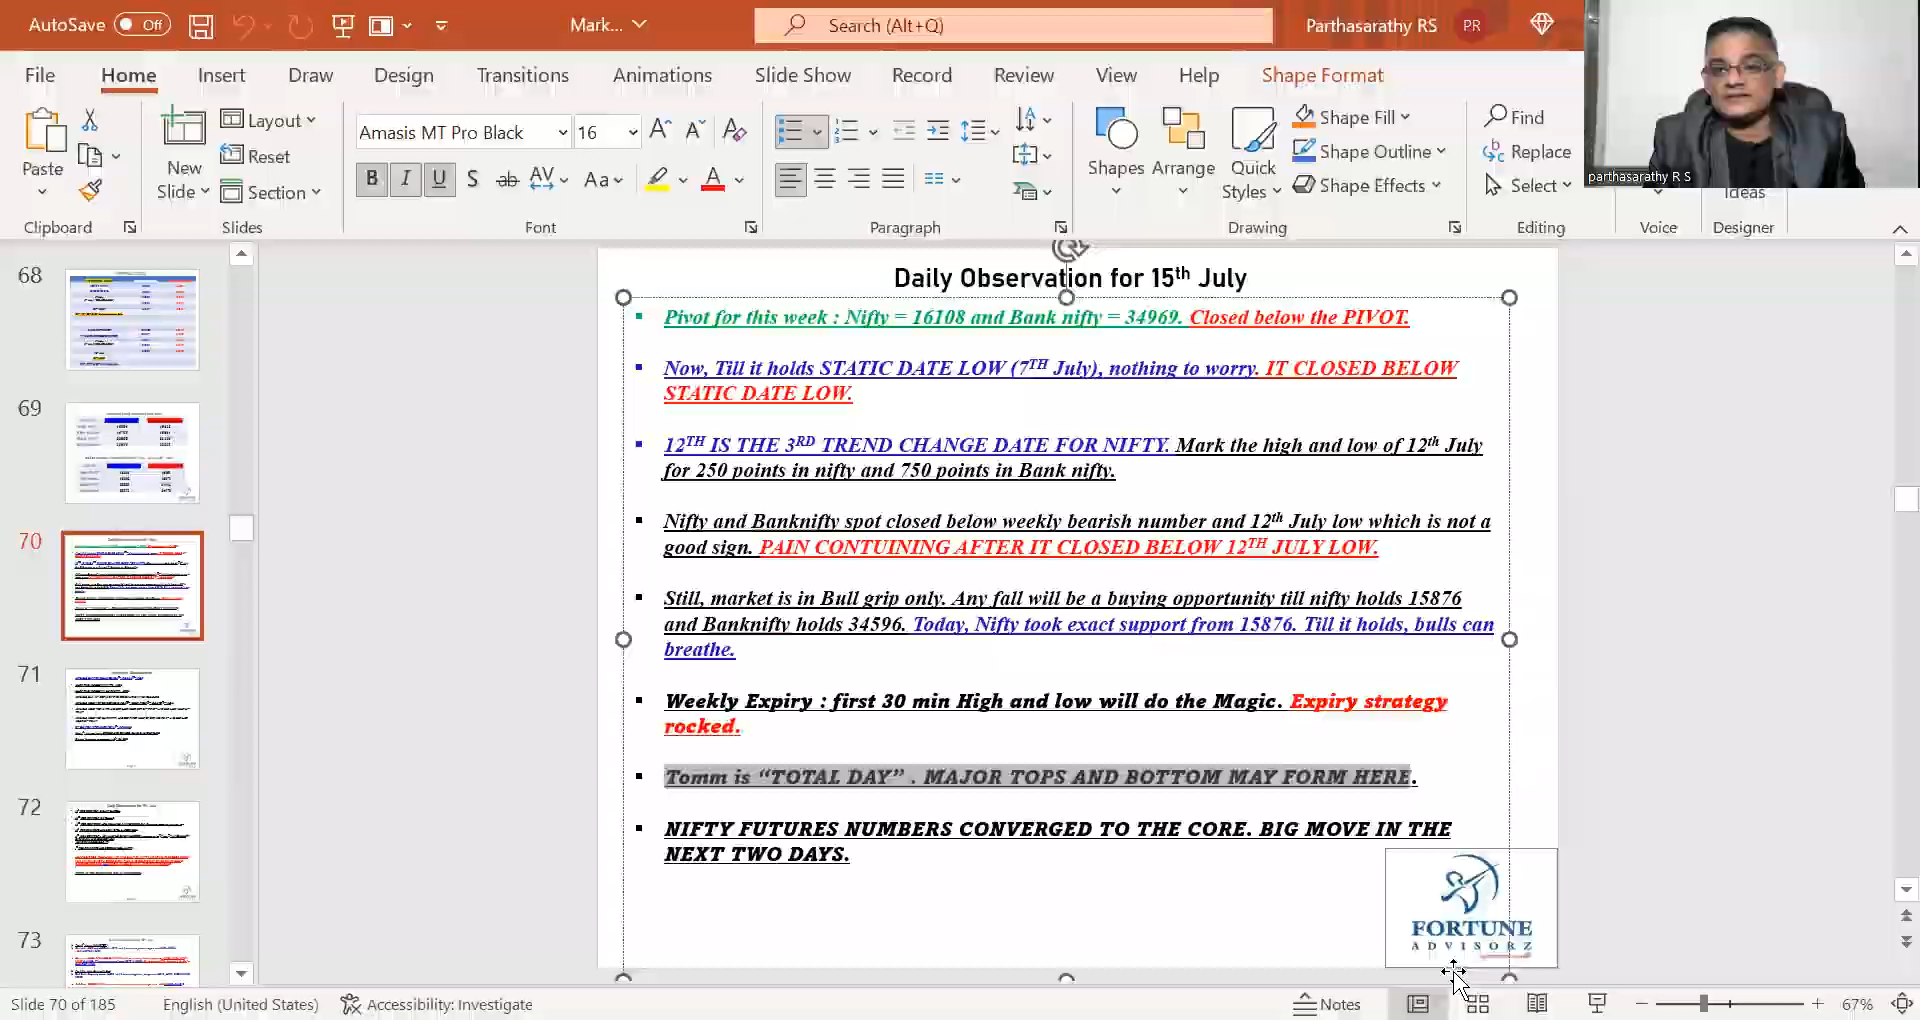 AutoSave Off Mark... Search (Alt+Q) Parthasarathy RS PR
File Home Insert Draw Design Transitions Animations Slide Show Record Review View Help Shape Format
Paste
Clipboard
New Slide
Layout
Reset
Section
Slides
Amasis MT Pro Black 16
Font
Paragraph
Shapes
Arrange
Quick Styles
Shape Fill
Shape Outline
Shape Effects
Drawing
Find
Replace
Select
Editing
Voice
Ideas
Designer
parthasarathy R S
68
69
70
71
72
73
Daily Observation for 15th July
Pivot for this week : Nifty = 16108 and Bank nifty = 34969. Closed below the PIVOT.
Now, Till it holds STATIC DATE LOW (7TH July), nothing to worry. IT CLOSED BELOW
STATIC DATE LOW.
12TH IS THE 3RD TREND CHANGE DATE FOR NIFTY. Mark the high and low of 12th July
for 250 points in nifty and 750 points in Bank nifty.
Nifty and Banknifty spot closed below weekly bearish number and 12th July low which is not a
good sign. PAIN CONTUINING AFTER IT CLOSED BELOW 12TH JULY LOW.
Still, market is in Bull grip only. Any fall will be a buying opportunity till nifty holds 15876
and Banknifty holds 34596. Today, Nifty took exact support from 15876. Till it holds, bulls can
breathe.
Weekly Expiry : first 30 min High and low will do the Magic. Expiry strategy
rocked.
Tomm is “TOTAL DAY” . MAJOR TOPS AND BOTTOM MAY FORM HERE.
NIFTY FUTURES NUMBERS CONVERGED TO THE CORE. BIG MOVE IN THE
NEXT TWO DAYS.
FORTUNE
ADVISORZ
Slide 70 of 185 English (United States) Accessibility: Investigate Notes 67%